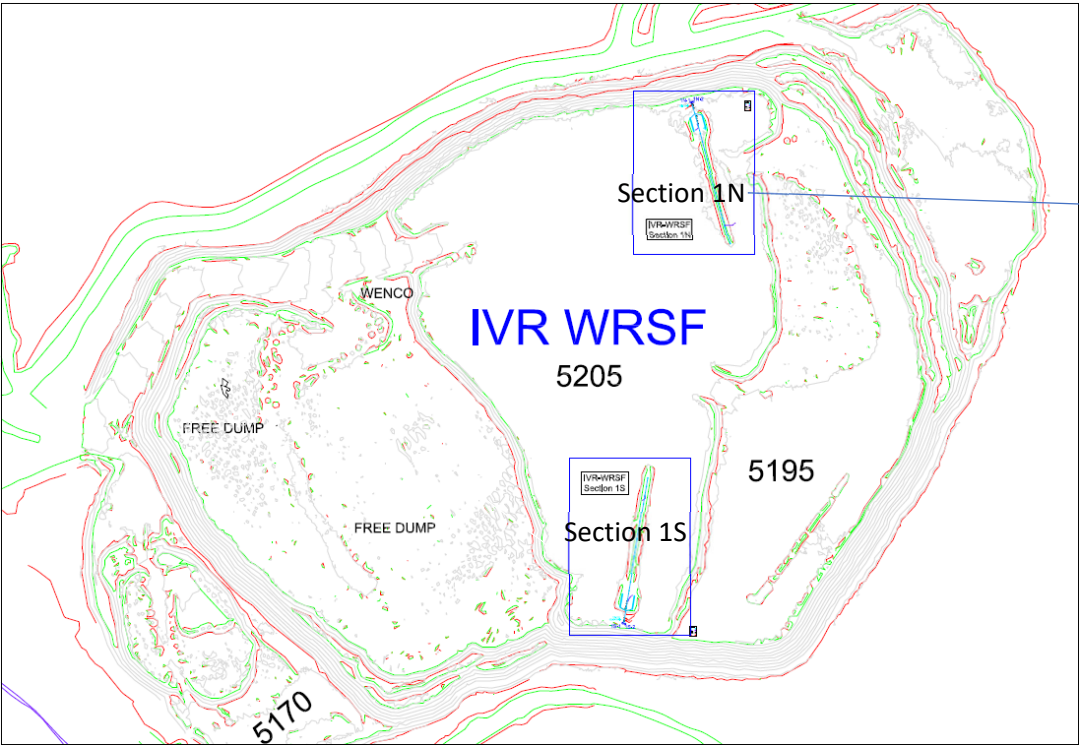 Section 1N
IVR-WRSF
Section 1N
WENCO
IVR WRSF
5205
FREE DUMP
5195
IVR-WRSF
Section 1S
FREE DUMP
Section 1S
5170